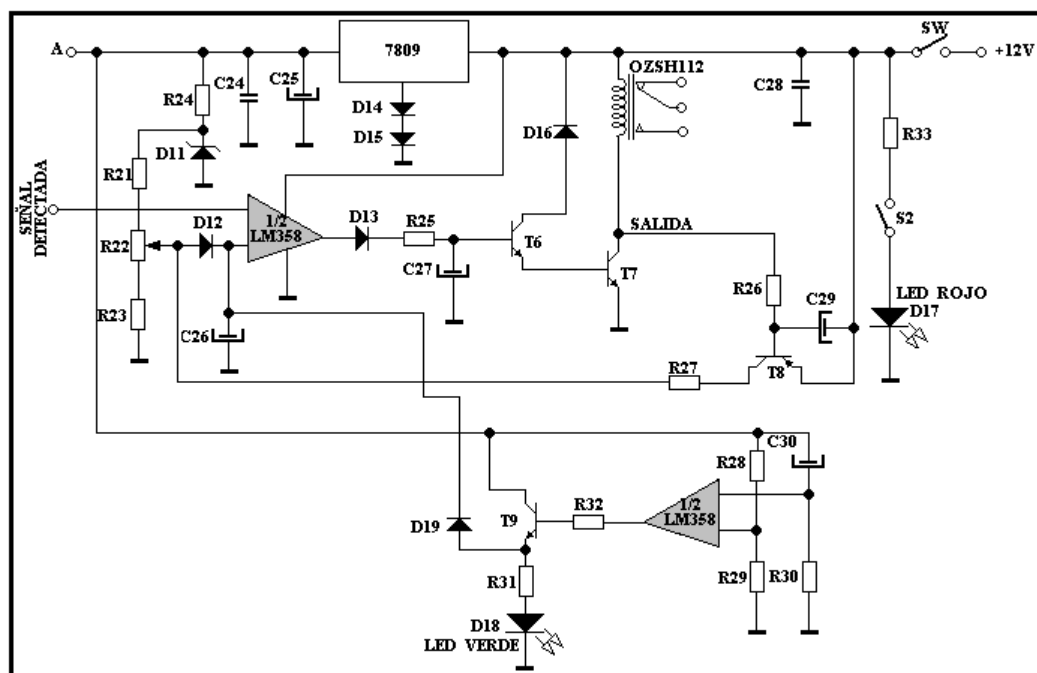 SW
A
7809
+12V
OZSH112
C24
C25
C28
R24
D14
D15
D16
R33
D11
R21
SEÑAL
DETECTADA
D12
1/2
LM358
D13
R25
S2
R22
T6
SALIDA
C27
T7
R26
C29
LED ROJO
D17
R23
C26
R27
T8
C30
R28
1/2
LM358
R32
T9
D19
R31
R29
R30
D18
LED VERDE